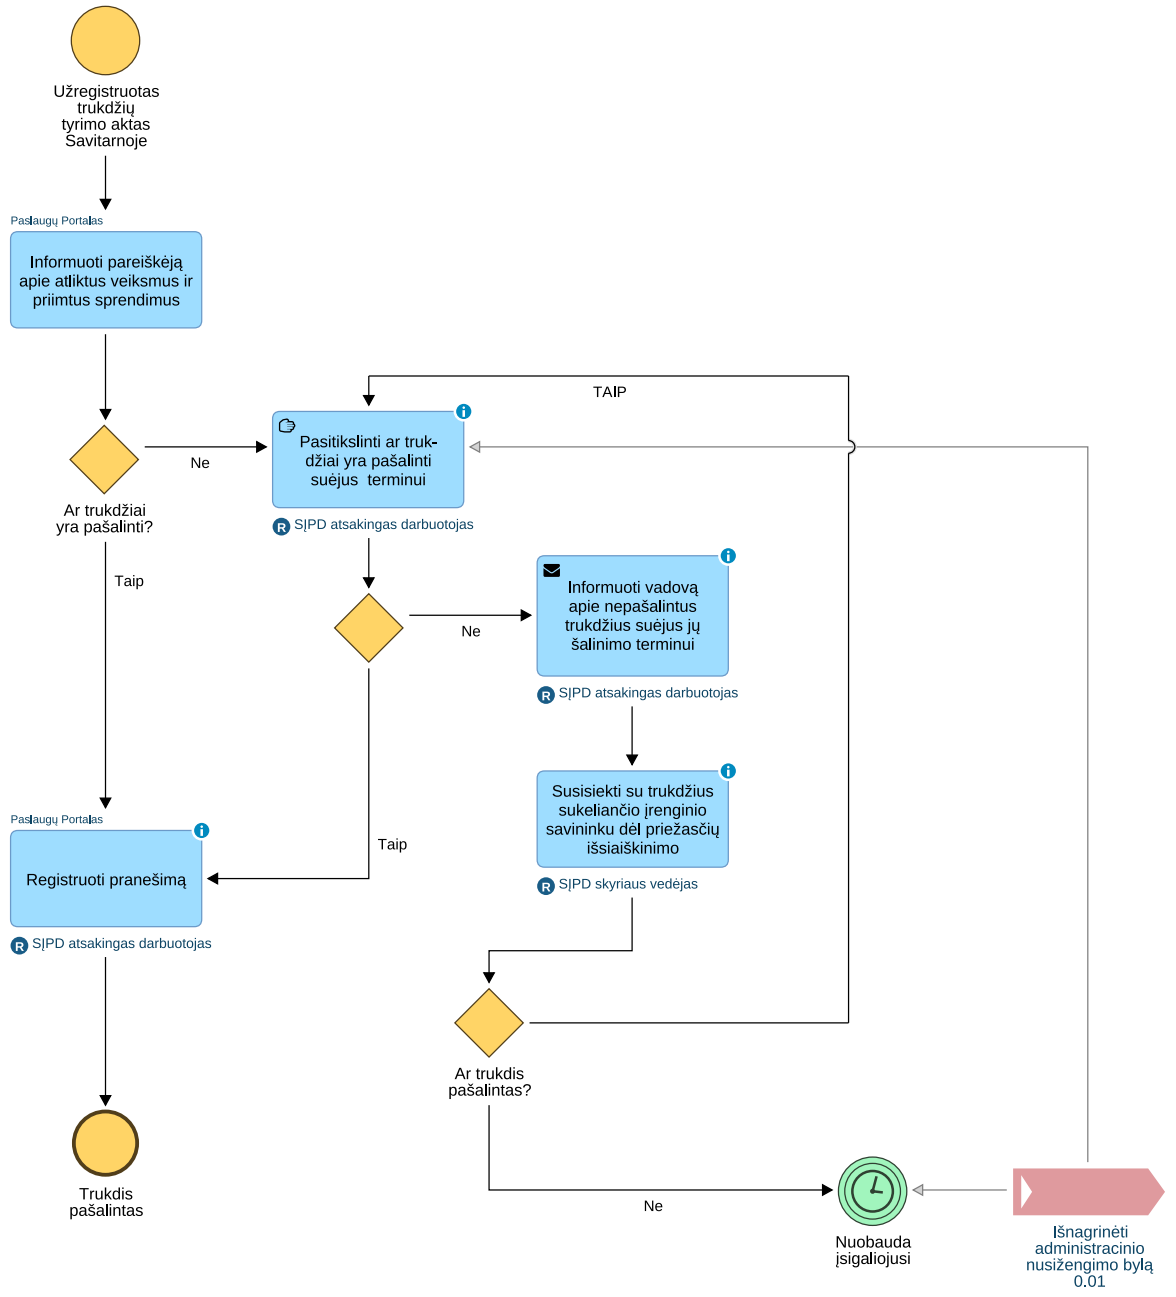 Užregistruotas
trukdžių
tyrimo aktas
Savitarnoje
Paslaugų Portalas
Informuoti pareiškėją
apie atliktus veiksmus ir
priimtus sprendimus
TAIP
Pasitikslinti ar truk-
džiai yra pašalinti
suėjus terminui
Ne
R SĮPD atsakingas darbuotojas
Ar trukdžiai
yra pašalinti?
Taip
Informuoti vadovą
apie nepašalintus
trukdžius suėjus jų
šalinimo terminui
Ne
R SĮPD atsakingas darbuotojas
Susisiekti su trukdžius
sukeliančio įrenginio
savininku dėl priežasčių
išsiaiškinimo
R SĮPD skyriaus vedėjas
Taip
Paslaugų Portalas
Registruoti pranešimą
R SĮPD atsakingas darbuotojas
Ar trukdis
pašalintas?
Ne
Trukdis
pašalintas
Nuobauda
įsigaliojusi
Išnagrinėti
administracinio
nusižengimo bylą
0.01